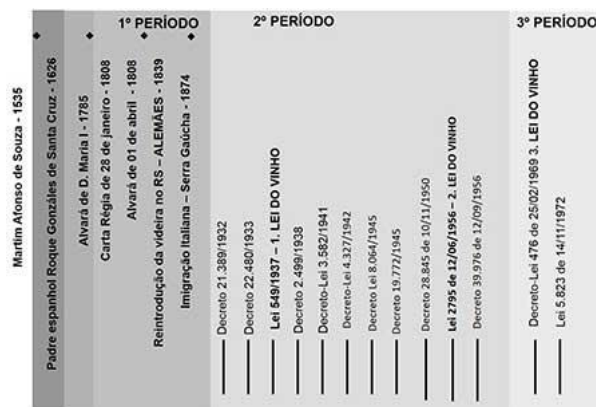 1º PERÍODO
2º PERÍODO
3º PERÍODO
Martim Afonso de Souza - 1535
Padre espanhol Roque Gonzáles de Santa Cruz - 1626
Alvará de D. Maria I - 1785
Carta Régia de 28 de janeiro - 1808
Alvará de 01 de abril - 1808
Reintrodução da videira no RS – ALEMÃES - 1839
Imigração Italiana – Serra Gaúcha - 1874
Decreto 21.389/1932
Decreto 22.480/1933
Lei 549/1937 – 1. LEI DO VINHO
Decreto 2.499/1938
Decreto-Lei 3.582/1941
Decreto-Lei 4.327/1942
Decreto Lei 8.064/1945
Decreto 19.772/1945
Decreto 28.845 de 10/11/1950
Lei 2795 de 12/06/1956 – 2. LEI DO VINHO
Decreto 39.976 de 12/09/1956
Decreto-Lei 476 de 25/02/1969 3. LEI DO VINHO
Lei 5.823 de 14/11/1972